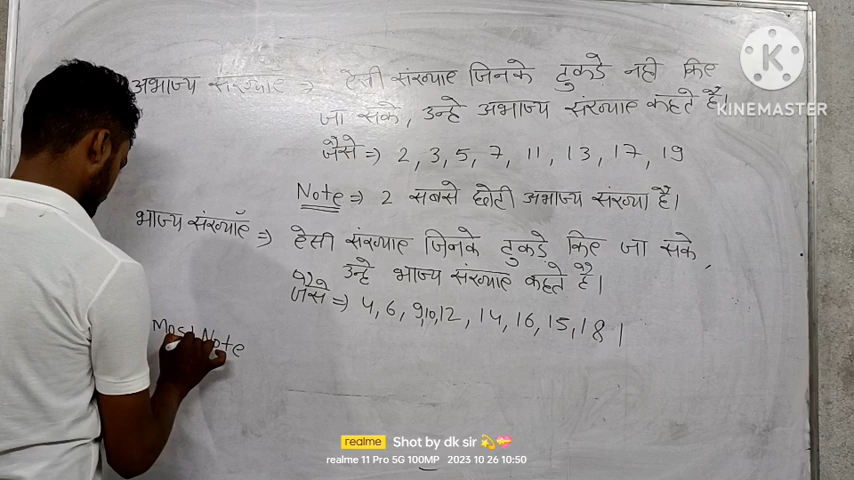 अभाज्य संख्याए ⇒ ऐसी संख्याए जिनके टुकड़े नही किए
जा सके, उन्हे अभाज्य संख्याए कहते है।
जैसे ⇒ 2, 3, 5, 7, 11, 13, 17, 19
Note ⇒ 2 सबसे छोटी अभाज्य संख्या है।
भाज्य संख्याएँ ⇒ ऐसी संख्याए जिनके टुकड़े किए जा सके,
उन्हे भाज्य संख्याए कहते है।
जैसे ⇒ 4, 6, 9,10,12, 14, 16, 15, 18।
Most Note
KINEMASTER
realme Shot by dk sir 💫💝
realme 11 Pro 5G 100MP 2023 10 26 10:50